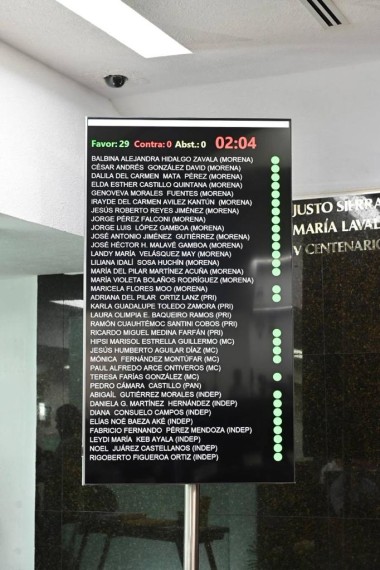 Favor: 29 Contra: 0 Abst.: 0 02:04
BALBINA ALEJANDRA HIDALGO ZAVALA (MORENA)
CÉSAR ANDRÉS GONZÁLEZ DAVID (MORENA)
DALILA DEL CARMEN MATA PÉREZ (MORENA)
ELDA ESTHER CASTILLO QUINTANA (MORENA)
GENOVEVA MORALES FUENTES (MORENA)
IRAYDE DEL CARMEN AVILEZ KANTÚN (MORENA)
JESÚS ROBERTO REYES JIMÉNEZ (MORENA)
JORGE PÉREZ FALCONI (MORENA)
JORGE LUIS LÓPEZ GAMBOA (MORENA)
JOSÉ ANTONIO JIMÉNEZ GUTIÉRREZ (MORENA)
JOSÉ HÉCTOR H. MALAVÉ GAMBOA (MORENA)
LANDY MARÍA VELÁSQUEZ MAY (MORENA)
LILIANA IDALÍ SOSA HUCHÍN (MORENA)
MARÍA DEL PILAR MARTÍNEZ ACUÑA (MORENA)
MARÍA VIOLETA BOLAÑOS RODRÍGUEZ (MORENA)
MARICELA FLORES MOO (MORENA)
ADRIANA DEL PILAR ORTIZ LANZ (PRI)
KARLA GUADALUPE TOLEDO ZAMORA (PRI)
LAURA OLIMPIA E. BAQUEIRO RAMOS (PRI)
RAMÓN CUAUHTÉMOC SANTINI COBOS (PRI)
RICARDO MIGUEL MEDINA FARFÁN (PRI)
HIPSI MARISOL ESTRELLA GUILLERMO (MC)
JESÚS HUMBERTO AGUILAR DÍAZ (MC)
MÓNICA FERNÁNDEZ MONTÚFAR (MC)
PAUL ALFREDO ARCE ONTIVEROS (MC)
TERESA FARÍAS GONZÁLEZ (MC)
PEDRO CÁMARA CASTILLO (PAN)
ABIGAÍL GUTIÉRREZ MORALES (INDEP)
DANIELA G. MARTÍNEZ HERNÁNDEZ (INDEP)
DIANA CONSUELO CAMPOS (INDEP)
ELÍAS NOÉ BAEZA AKÉ (INDEP)
FABRICIO FERNANDO PÉREZ MENDOZA (INDEP)
LEYDI MARÍA KEB AYALA (INDEP)
NOEL JUÁREZ CASTELLANOS (INDEP)
RIGOBERTO FIGUEROA ORTIZ (INDEP)
JUSTO SIERRA
MARÍA LAVAL
V CENTENARIO